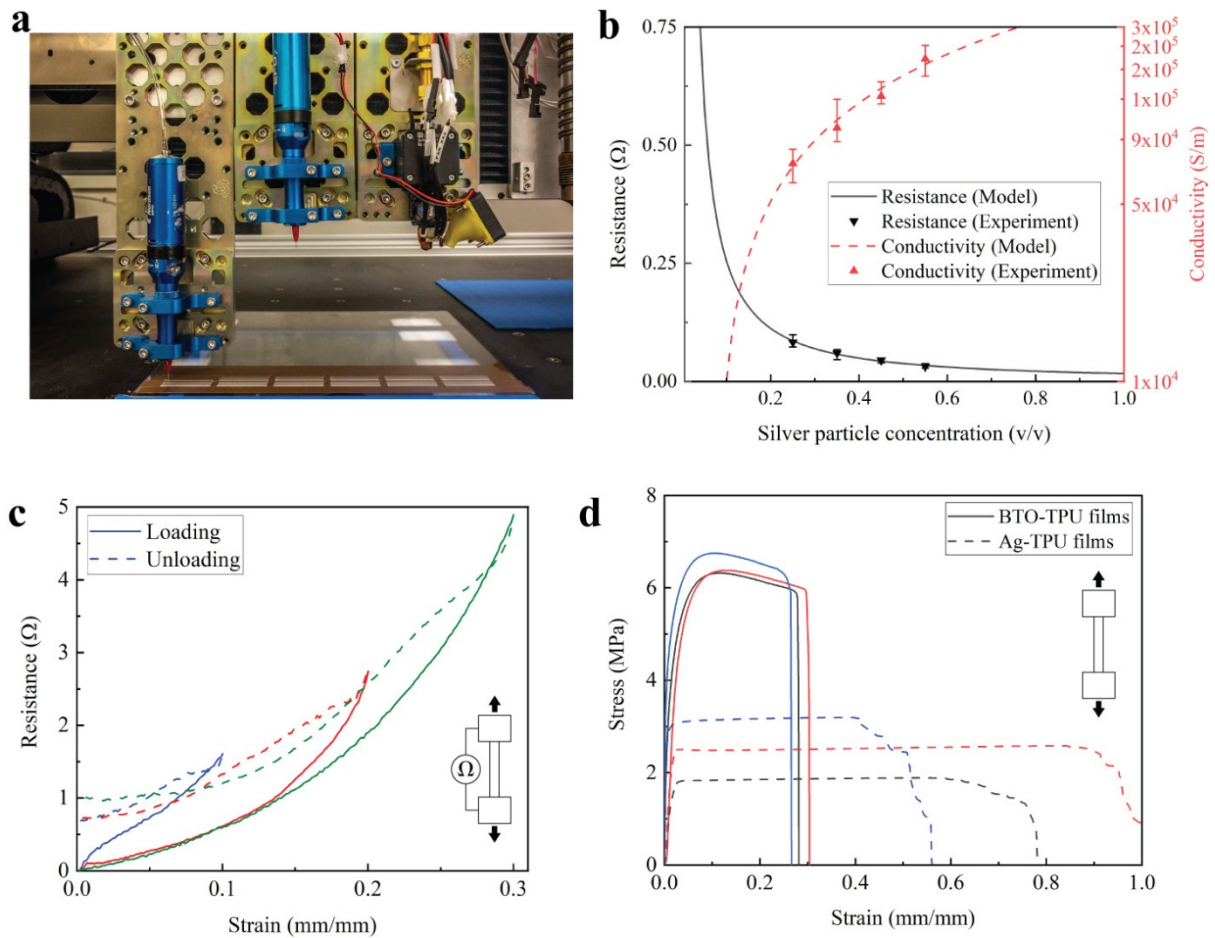 a
b
0.75
0.50
0.25
0.00
Resistance (Ω)
3x10⁵
2x10⁵
2x10⁵
1x10⁵
9x10⁴
5x10⁴
1x10⁴
Conductivity (S/m)
Resistance (Model)
Resistance (Experiment)
Conductivity (Model)
Conductivity (Experiment)
0.2 0.4 0.6 0.8 1.0
Silver particle concentration (v/v)
c
5
4
3
2
1
0
Resistance (Ω)
Loading
Unloading
Ω
0.0 0.1 0.2 0.3
Strain (mm/mm)
d
8
6
4
2
0
Stress (MPa)
BTO-TPU films
Ag-TPU films
0.0 0.2 0.4 0.6 0.8 1.0
Strain (mm/mm)